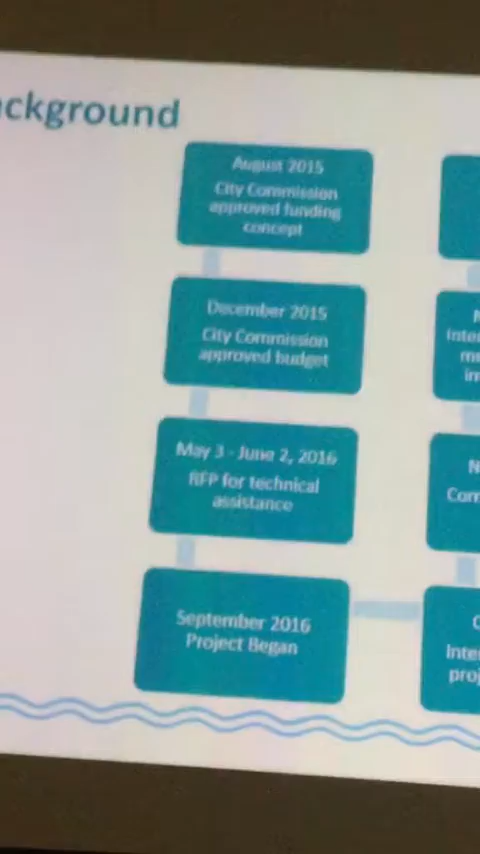 ckground
August 2015
City Commission
approved funding
concept
December 2015
City Commission
approved budget
May 3 - June 2, 2016
RFP for technical
assistance
September 2016
Project Began